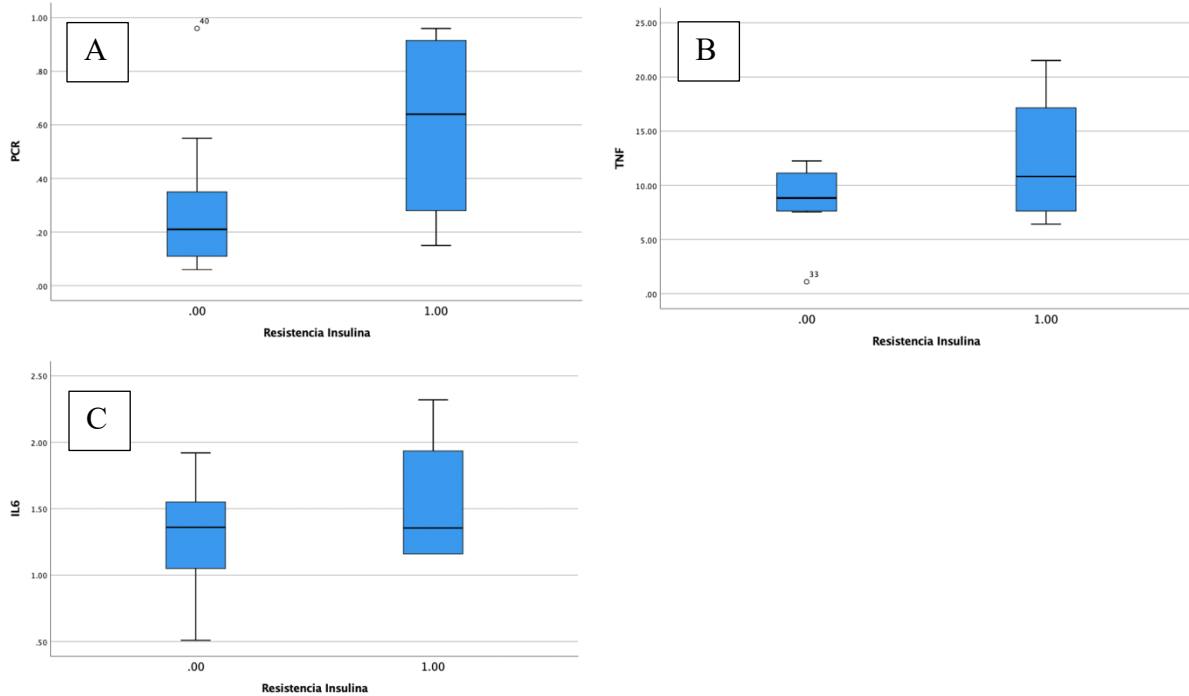 A
1.00
.80
.60
.40
.20
.00
PCR
40
.00
1.00
Resistencia Insulina
B
25.00
20.00
15.00
10.00
5.00
.00
TNF
33
.00
1.00
Resistencia Insulina
C
2.50
2.00
1.50
1.00
.50
IL6
.00
1.00
Resistencia Insulina